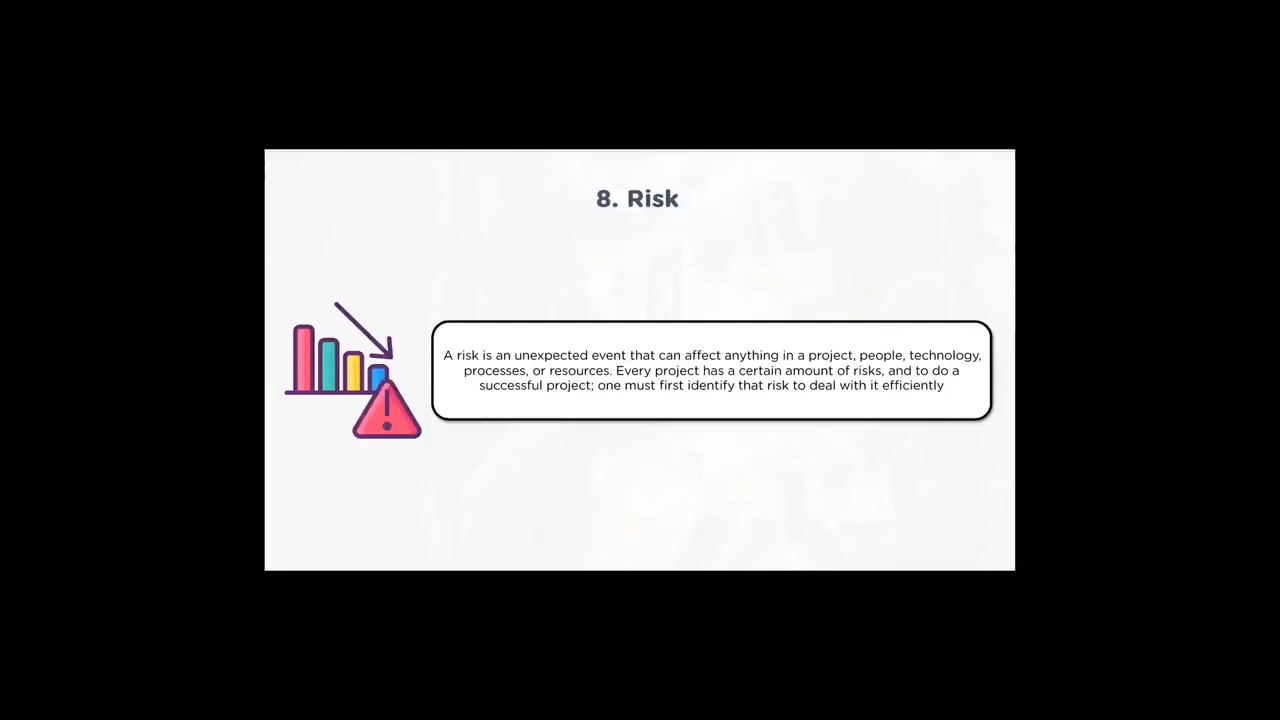 8. Risk
A risk is an unexpected event that can affect anything in a project, people, technology,
processes, or resources. Every project has a certain amount of risks, and to do a
successful project; one must first identify that risk to deal with it efficiently